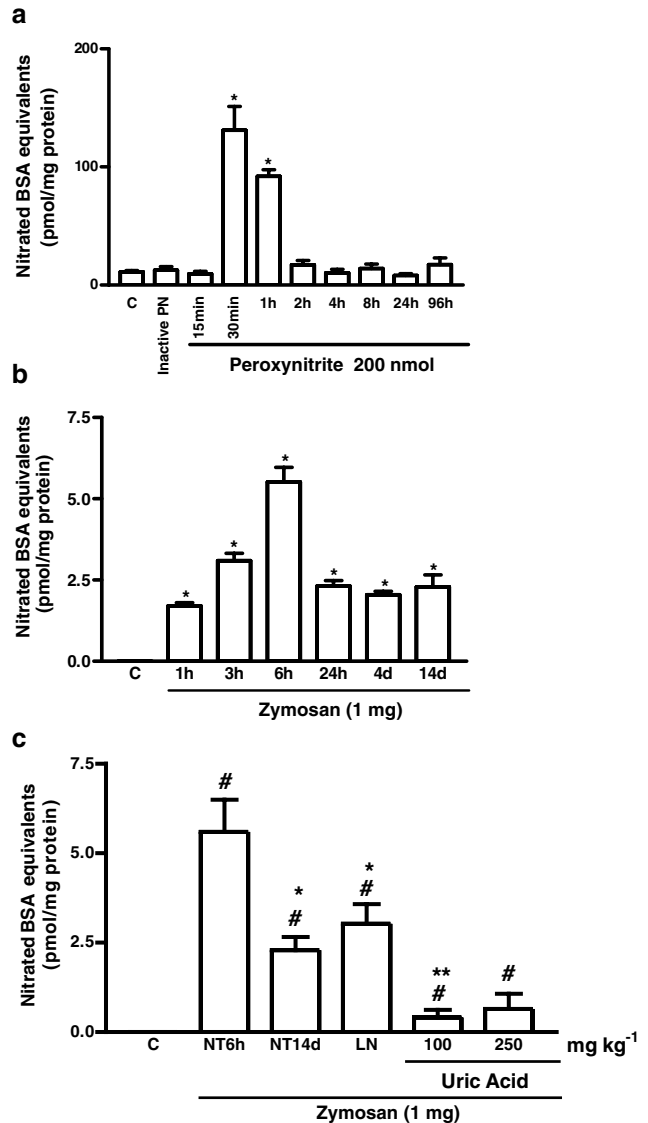 a
Nitrated BSA equivalents
(pmol/mg protein)
200
100
0
*
*
C
Inactive PN
15min
30min
1h
2h
4h
8h
24h
96h
Peroxynitrite 200 nmol
b
Nitrated BSA equivalents
(pmol/mg protein)
7.5
5.0
2.5
0.0
*
*
*
*
*
*
C
1h
3h
6h
24h
4d
14d
Zymosan (1 mg)
c
Nitrated BSA equivalents
(pmol/mg protein)
7.5
5.0
2.5
0.0
#
*
#
*
#
**
#
#
C
NT6h
NT14d
LN
100
250
mg kg⁻¹
Uric Acid
Zymosan (1 mg)